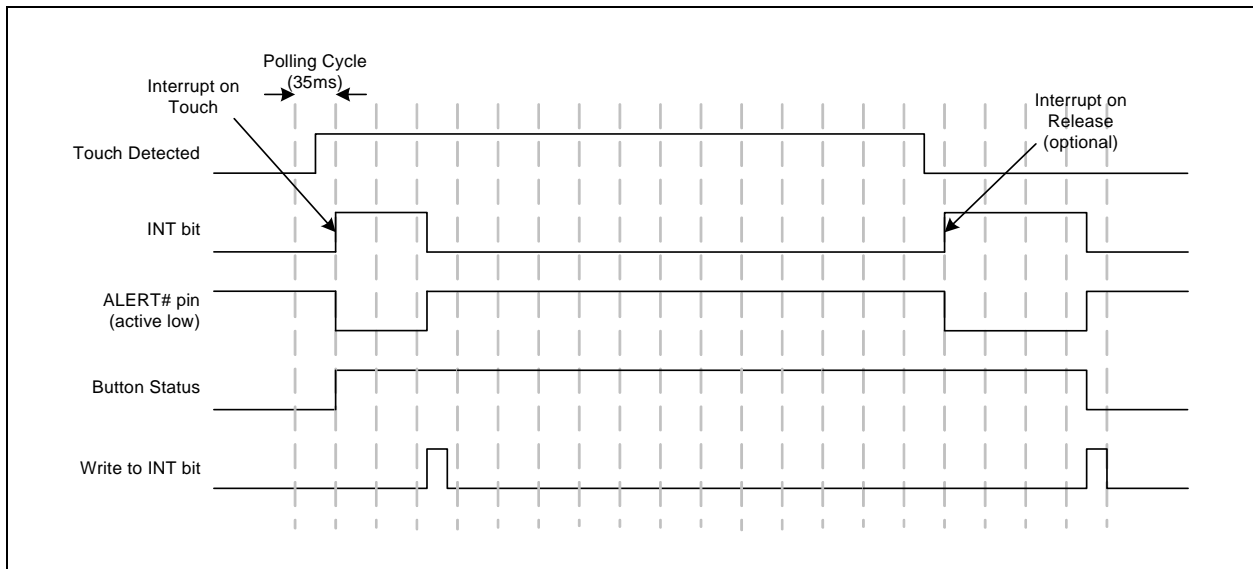 Polling Cycle
(35ms)
Interrupt on
Touch
Interrupt on
Release
(optional)
Touch Detected
INT bit
ALERT# pin
(active low)
Button Status
Write to INT bit